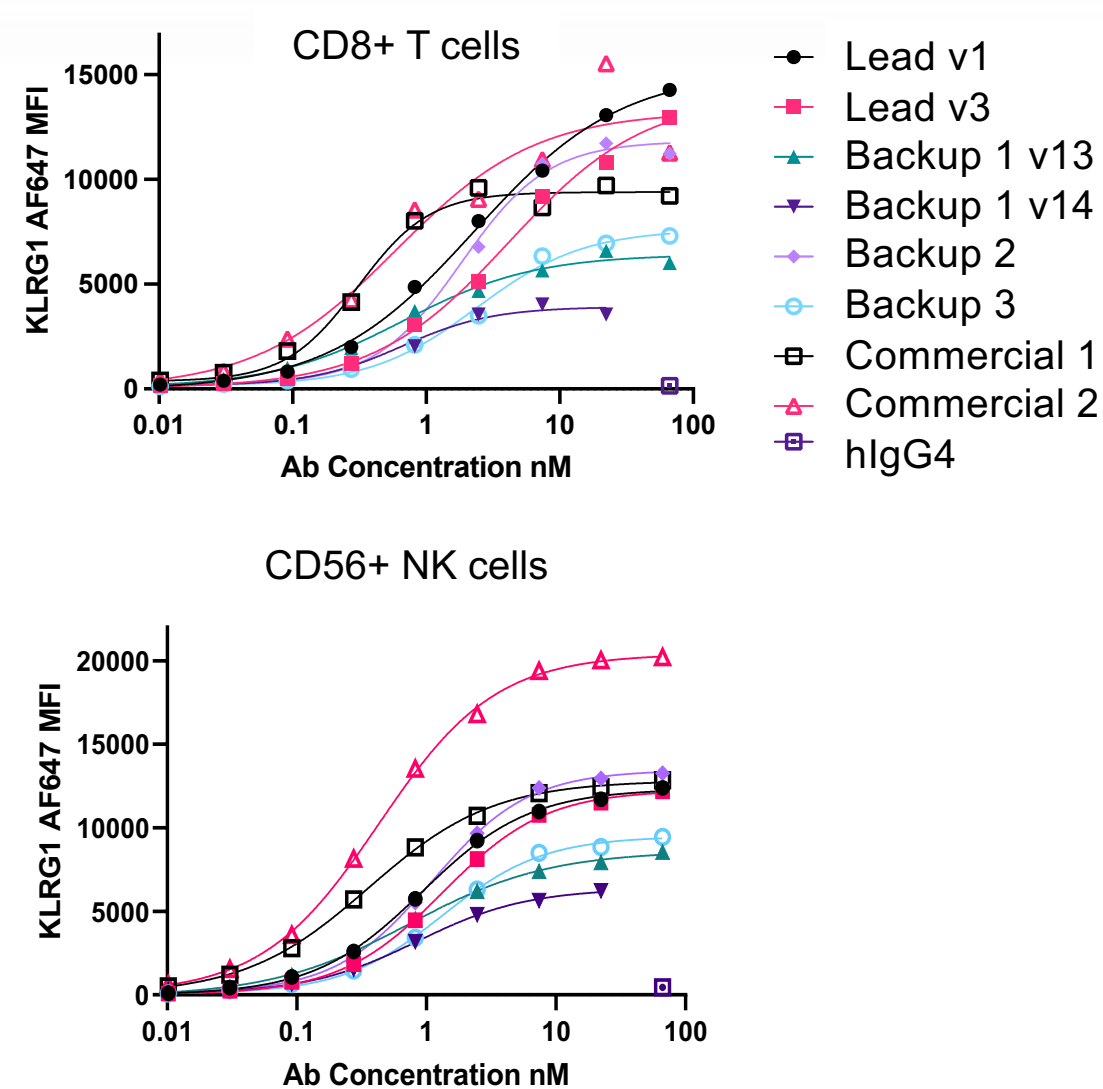 CD8+ T cells
KLRG1 AF647 MFI
15000
10000
5000
0
0.01 0.1 1 10 100
Ab Concentration nM
Lead v1
Lead v3
Backup 1 v13
Backup 1 v14
Backup 2
Backup 3
Commercial 1
Commercial 2
hIgG4
CD56+ NK cells
KLRG1 AF647 MFI
20000
15000
10000
5000
0
0.01 0.1 1 10 100
Ab Concentration nM